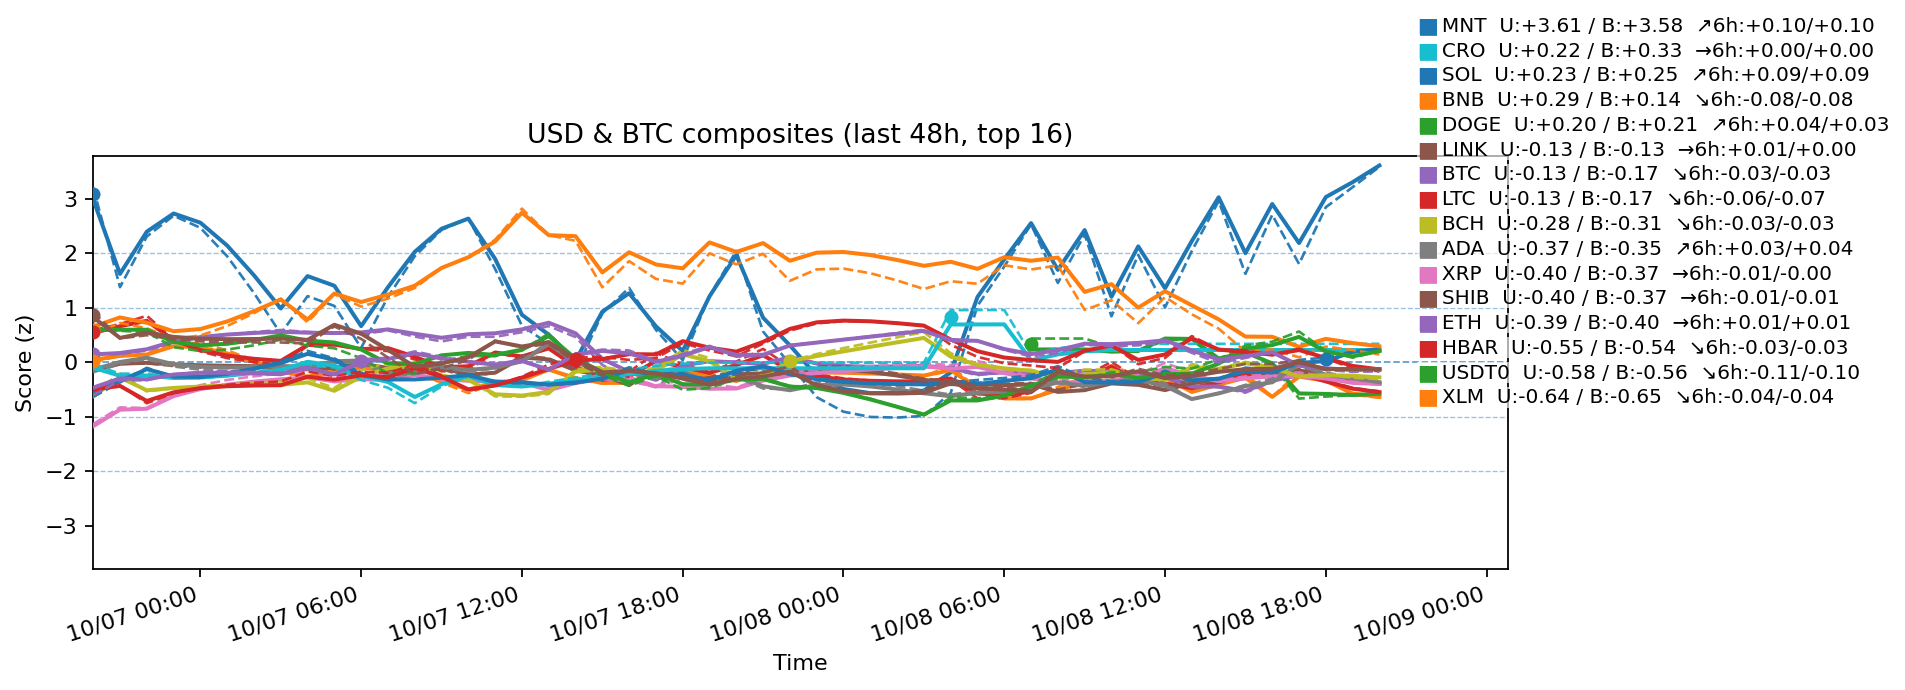 MNT  U:+3.61 / B:+3.58  ↗6h:+0.10/+0.10
CRO  U:+0.22 / B:+0.33  →6h:+0.00/+0.00
SOL  U:+0.23 / B:+0.25  ↗6h:+0.09/+0.09
BNB  U:+0.29 / B:+0.14  ↘6h:-0.08/-0.08
DOGE  U:+0.20 / B:+0.21  ↗6h:+0.04/+0.03
LINK  U:-0.13 / B:-0.13  →6h:+0.01/+0.00
BTC  U:-0.13 / B:-0.17  ↘6h:-0.03/-0.03
LTC  U:-0.13 / B:-0.17  ↘6h:-0.06/-0.07
BCH  U:-0.28 / B:-0.31  ↘6h:-0.03/-0.03
ADA  U:-0.37 / B:-0.35  ↗6h:+0.03/+0.04
XRP  U:-0.40 / B:-0.37  →6h:-0.01/-0.00
SHIB  U:-0.40 / B:-0.37  →6h:-0.01/-0.01
ETH  U:-0.39 / B:-0.40  →6h:+0.01/+0.01
HBAR  U:-0.55 / B:-0.54  ↘6h:-0.03/-0.03
USDT0  U:-0.58 / B:-0.56  ↘6h:-0.11/-0.10
XLM  U:-0.64 / B:-0.65  ↘6h:-0.04/-0.04
USD & BTC composites (last 48h, top 16)
Score (z)
3
2
1
0
−1
−2
−3
10/07 00:00
10/07 06:00
10/07 12:00
10/07 18:00
10/08 00:00
10/08 06:00
10/08 12:00
10/08 18:00
10/09 00:00
Time